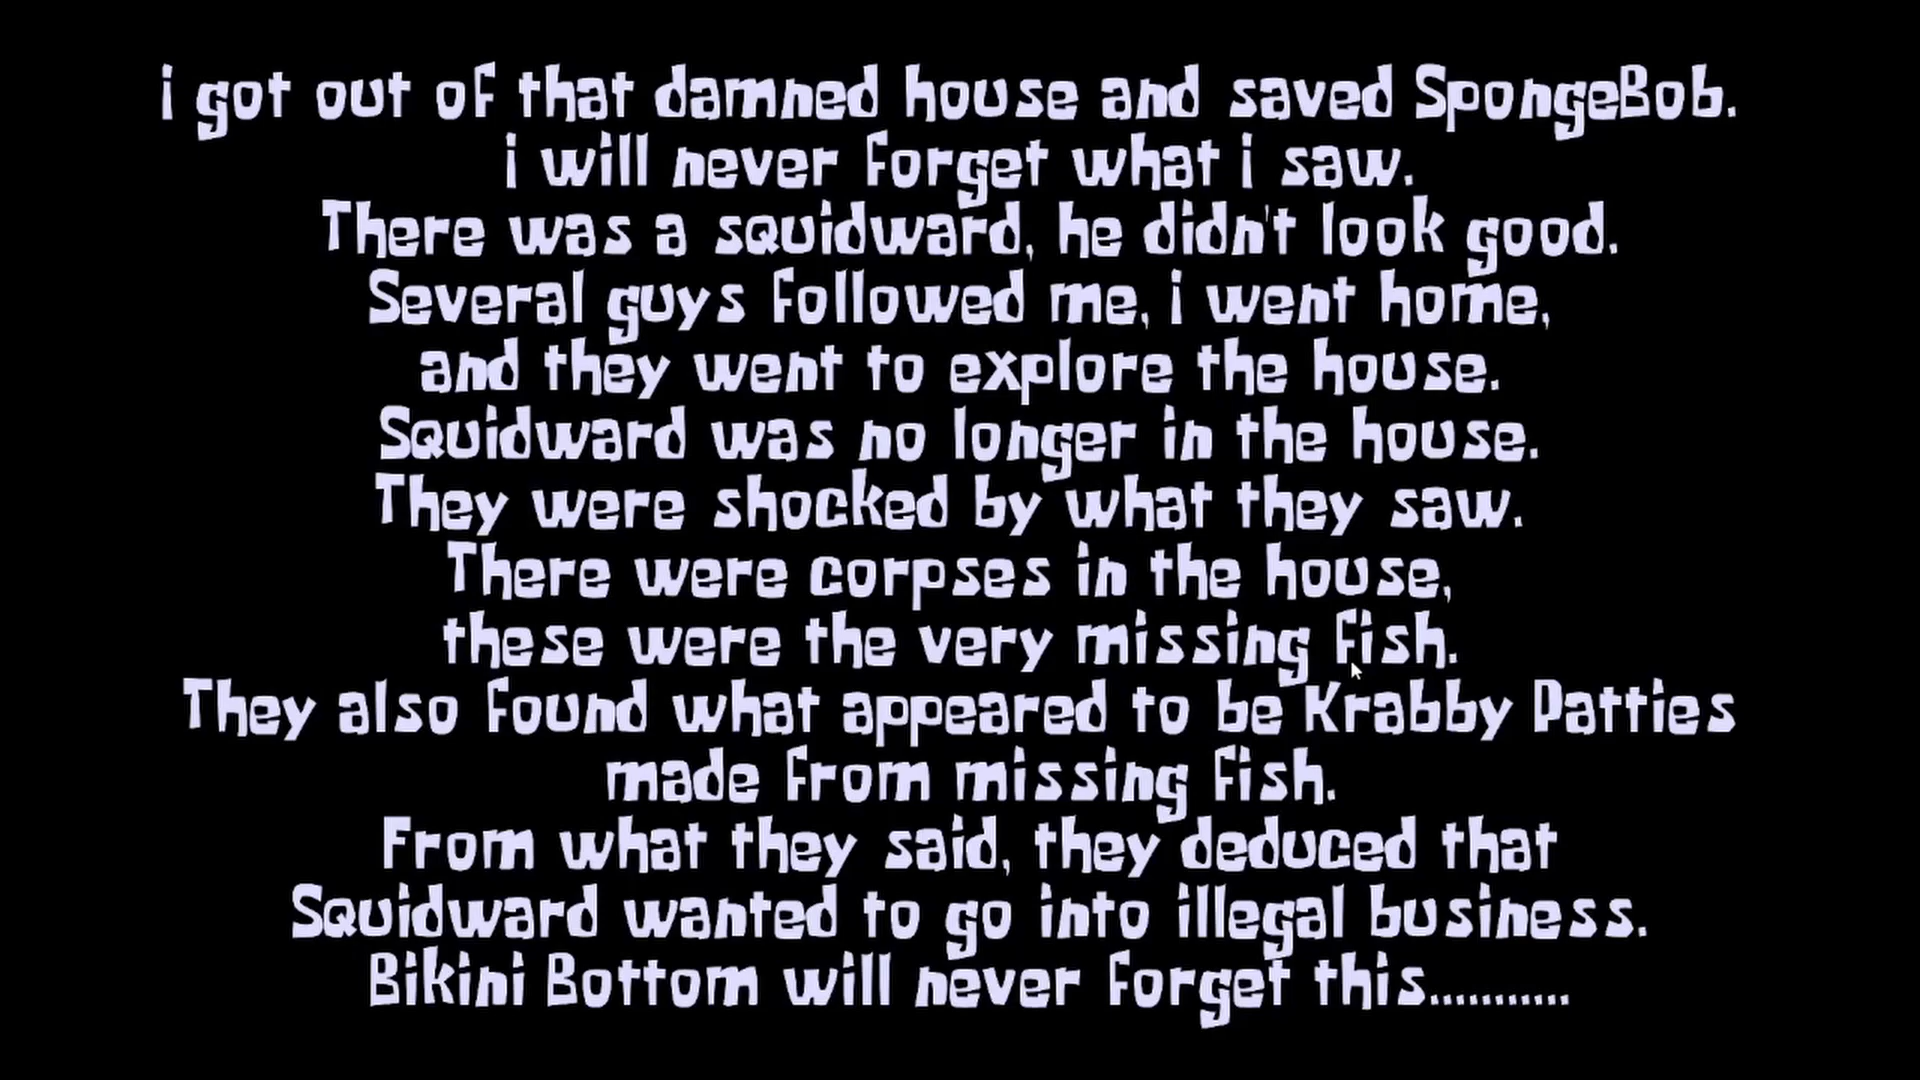 i got out of that damned house and saved SpongeBob.
i will never forget what i saw.
There was a squidward, he didn't look good.
Several guys followed me, i went home,
and they went to explore the house.
Squidward was no longer in the house.
They were shocked by what they saw.
There were corpses in the house,
these were the very missing fish.
They also found what appeared to be Krabby Patties
made from missing fish.
From what they said, they deduced that
Squidward wanted to go into illegal business.
Bikini Bottom will never forget this...........